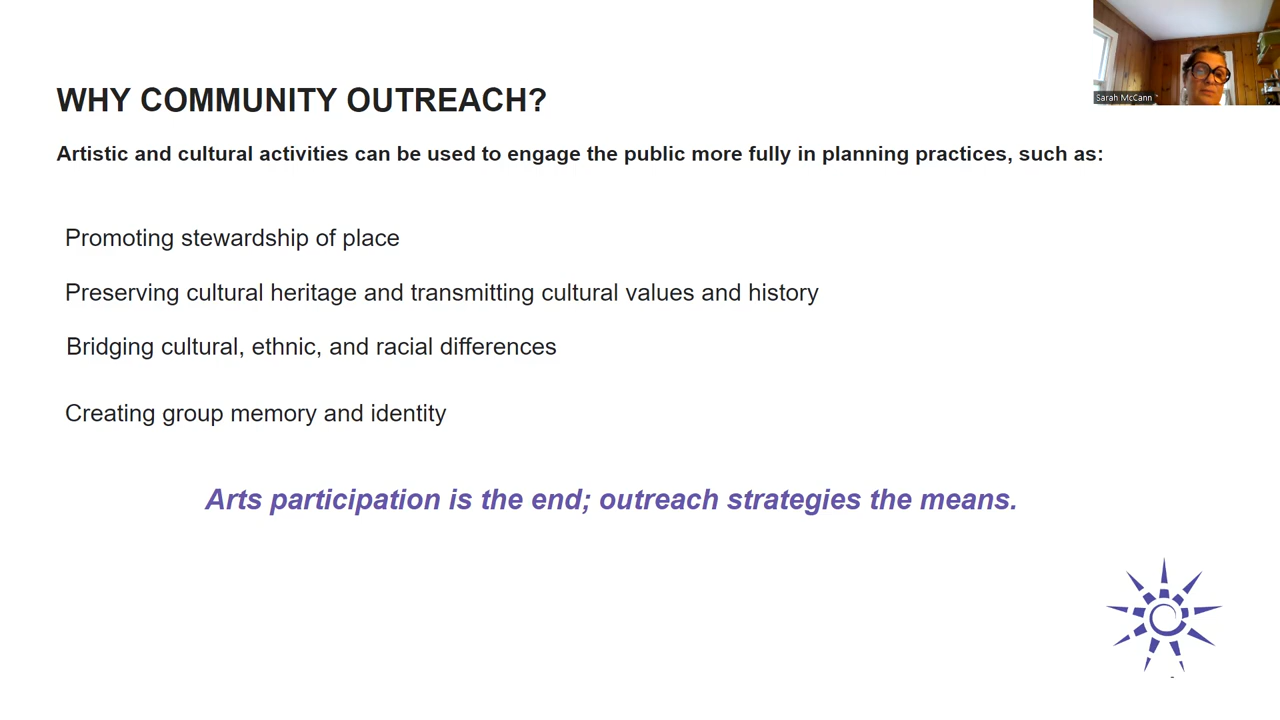 WHY COMMUNITY OUTREACH?
Sarah McCann
Artistic and cultural activities can be used to engage the public more fully in planning practices, such as:
Promoting stewardship of place
Preserving cultural heritage and transmitting cultural values and history
Bridging cultural, ethnic, and racial differences
Creating group memory and identity
Arts participation is the end; outreach strategies the means.